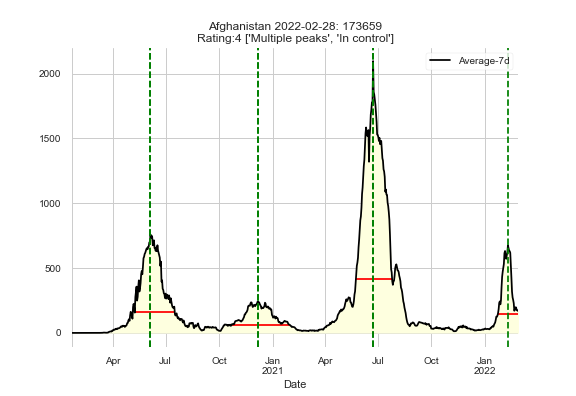 Afghanistan 2022-02-28: 173659
Rating:4 ['Multiple peaks', 'In control']
Average-7d
2000
1500
1000
500
0
Apr Jul Oct Jan Apr Jul Oct Jan
2021 2022
Date